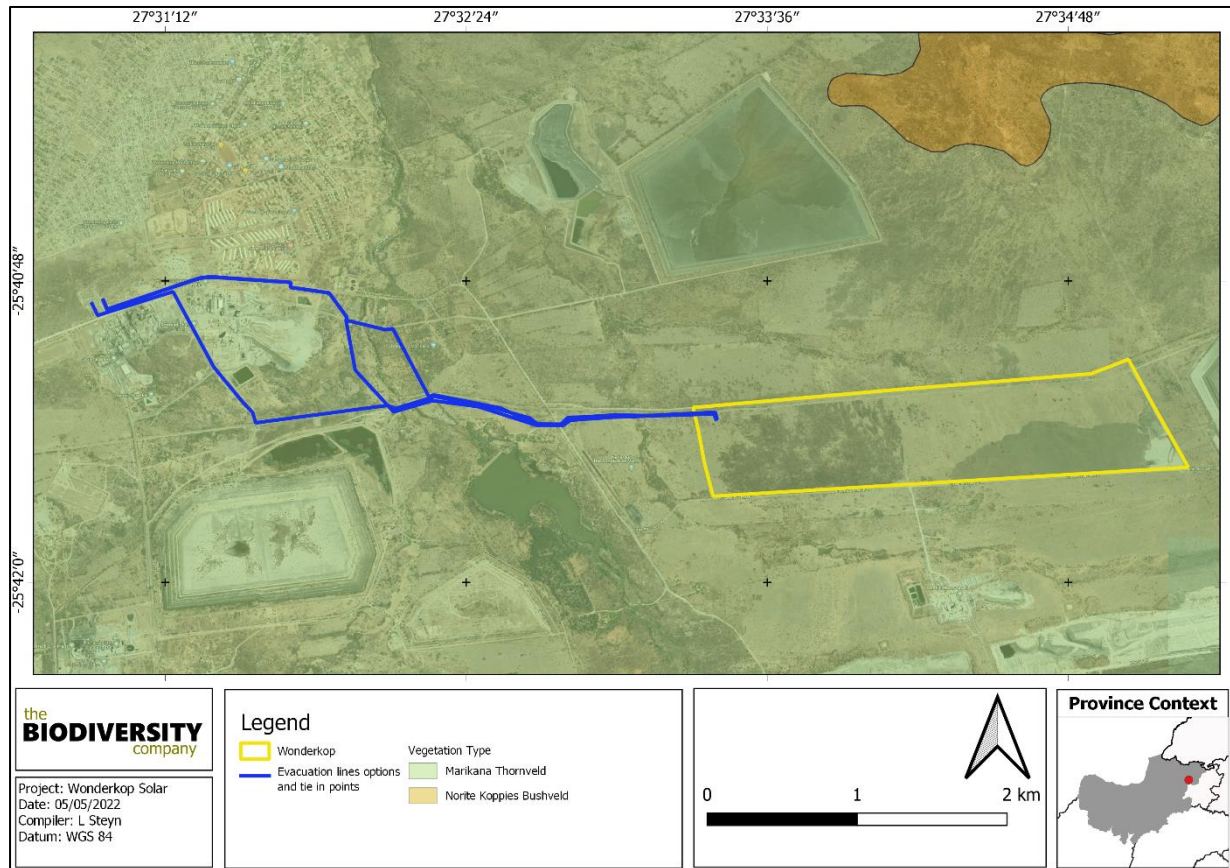 27°31′12″ 27°32′24″ 27°33′36″ 27°34′48″
-25°40′48″
-25°42′0″
the
BIODIVERSITY
company
Project: Wonderkop Solar
Date: 05/05/2022
Compiler: L Steyn
Datum: WGS 84
Legend
Wonderkop
Evacuation lines options
and tie in points
Vegetation Type
Marikana Thornveld
Norite Koppies Bushveld
0 1 2 km
Province Context